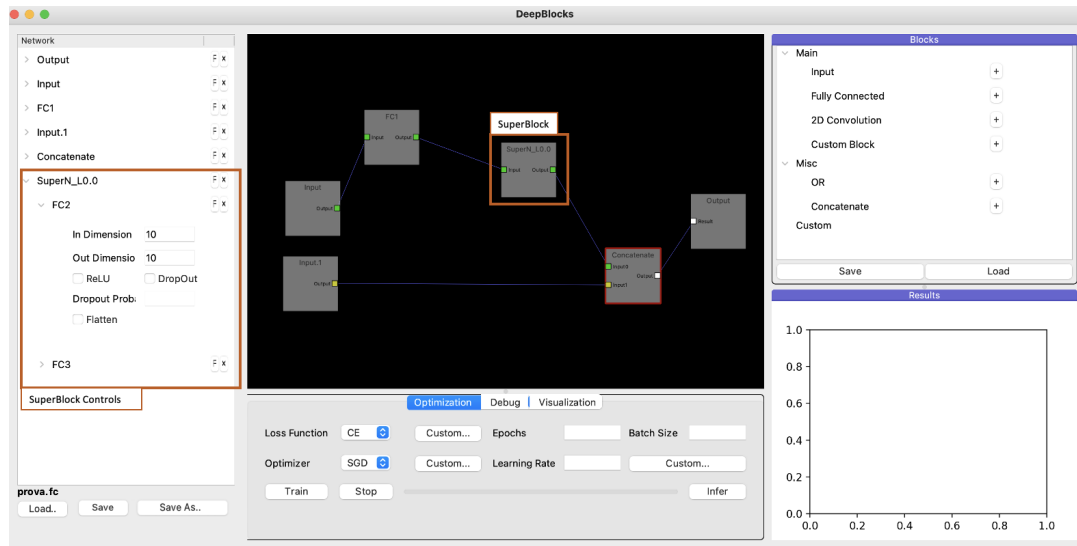 DeepBlocks
Network
Output F x
Input F x
FC1 F x
Input.1 F x
Concatenate F x
SuperN_L0.0 F x
FC2 F x
In Dimension 10
Out Dimensio 10
ReLU DropOut
Dropout Prob
Flatten
FC3 F x
SuperBlock Controls
prova.fc
Load.. Save Save As..
FC1
Input Output
SuperBlock
SuperN_L0.0
Input Output
Input
Output
Output
Result
Input.1
Output
Concatenate
Input0
Output
Input1
Optimization Debug Visualization
Loss Function CE Custom... Epochs Batch Size
Optimizer SGD Custom... Learning Rate Custom...
Train Stop Infer
Blocks
Main
Input +
Fully Connected +
2D Convolution +
Custom Block +
Misc
OR +
Concatenate +
Custom
Save Load
Results
1.0
0.8
0.6
0.4
0.2
0.0
0.0 0.2 0.4 0.6 0.8 1.0